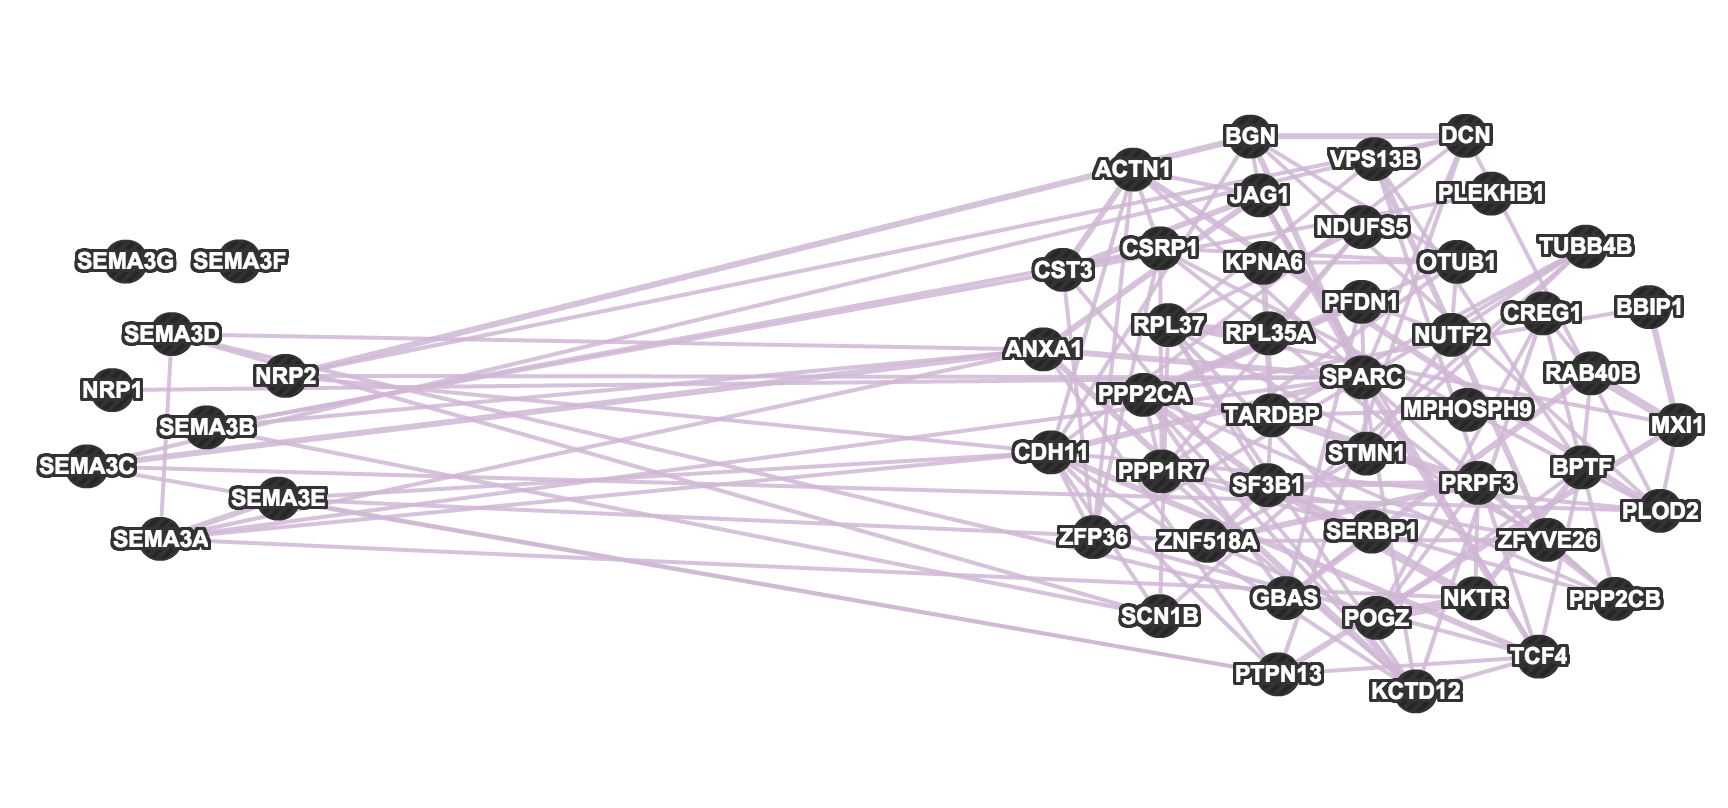 BGN
DCN
VPS13B
ACTN1
JAG1
PLEKHB1
NDUFS5
CSRP1
TUBB4B
SEMA3G
SEMA3F
CST3
KPNA6
OTUB1
PFDN1
BBIP1
CREG1
SEMA3D
RPL37
RPL35A
NUTF2
ANXA1
NRP2
SPARC
RAB40B
NRP1
PPP2CA
SEMA3B
TARDBP
MPHOSPH9
MXI1
CDH11
STMN1
SEMA3C
PPP1R7
BPTF
SF3B1
PRPF3
SEMA3E
PLOD2
SEMA3A
ZFP36
ZNF518A
SERBP1
ZFYVE26
GBAS
NKTR
PPP2CB
SCN1B
POGZ
TCF4
PTPN13
KCTD12